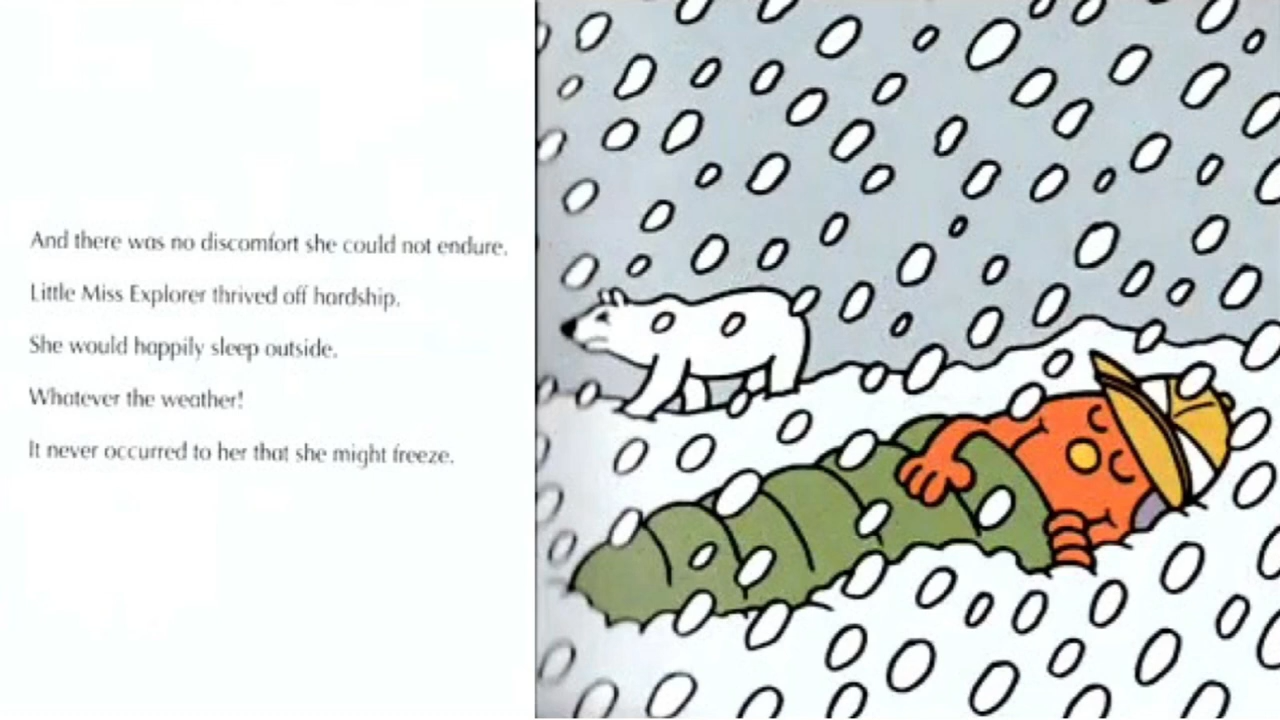 And there was no discomfort she could not endure.
Little Miss Explorer thrived off hardship.
She would happily sleep outside.
Whatever the weather!
It never occurred to her that she might freeze.